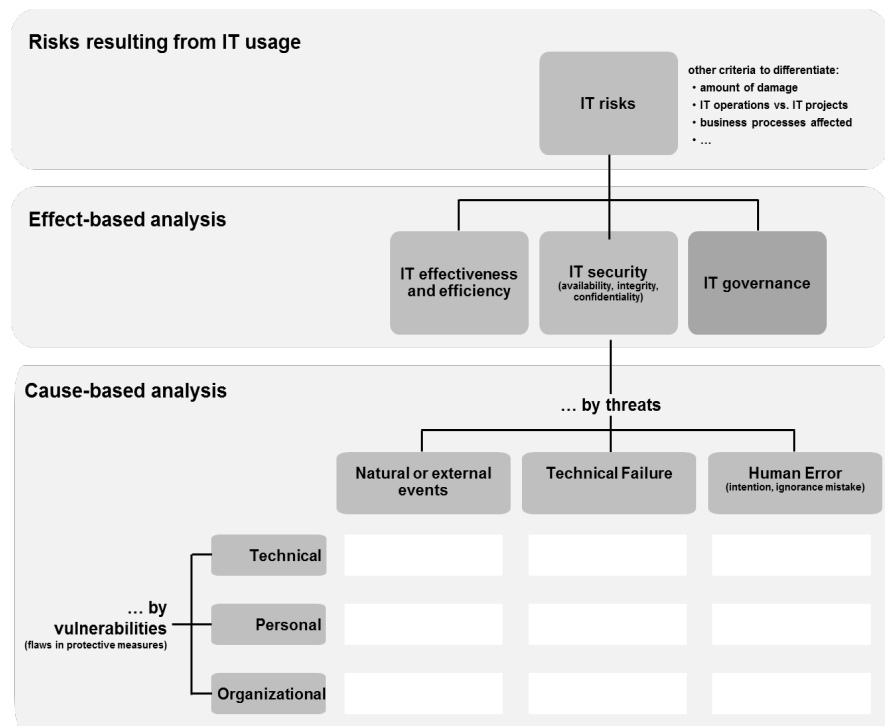 Risks resulting from IT usage
IT risks
other criteria to differentiate:
• amount of damage
• IT operations vs. IT projects
• business processes affected
• ...
Effect-based analysis
IT effectiveness
and efficiency
IT security
(availability, integrity,
confidentiality)
IT governance
Cause-based analysis
... by threats
Natural or external
events
Technical Failure
Human Error
(intention, ignorance mistake)
... by
vulnerabilities
(flaws in protective measures)
Technical
Personal
Organizational